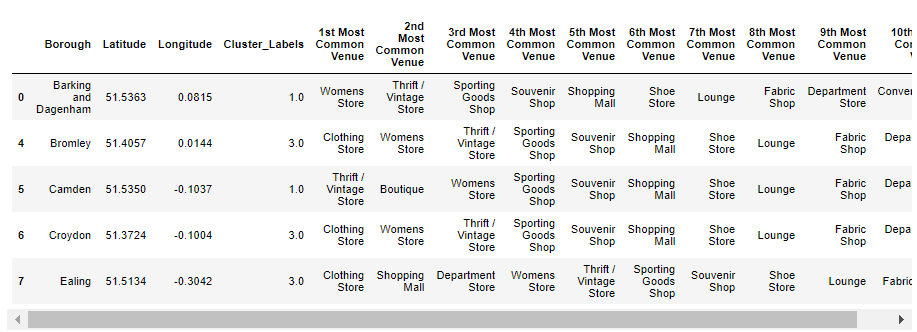 Borough Latitude Longitude Cluster_Labels 1st Most Common Venue 2nd Most Common Venue 3rd Most Common Venue 4th Most Common Venue 5th Most Common Venue 6th Most Common Venue 7th Most Common Venue 8th Most Common Venue 9th Most Common Venue 10th Com V
0 Barking and Dagenham 51.5363 0.0815 1.0 Womens Store Thrift / Vintage Store Sporting Goods Shop Souvenir Shop Shopping Mall Shoe Store Lounge Fabric Shop Department Store Conver
4 Bromley 51.4057 0.0144 3.0 Clothing Store Womens Store Thrift / Vintage Store Sporting Goods Shop Souvenir Shop Shopping Mall Shoe Store Lounge Fabric Shop Depa
5 Camden 51.5350 -0.1037 1.0 Thrift / Vintage Store Boutique Womens Store Sporting Goods Shop Souvenir Shop Shopping Mall Shoe Store Lounge Fabric Shop Depa
6 Croydon 51.3724 -0.1004 3.0 Clothing Store Womens Store Thrift / Vintage Store Sporting Goods Shop Souvenir Shop Shopping Mall Shoe Store Lounge Fabric Shop Depa
7 Ealing 51.5134 -0.3042 3.0 Clothing Store Shopping Mall Department Store Womens Store Thrift / Vintage Store Sporting Goods Shop Souvenir Shop Shoe Store Lounge Fabric